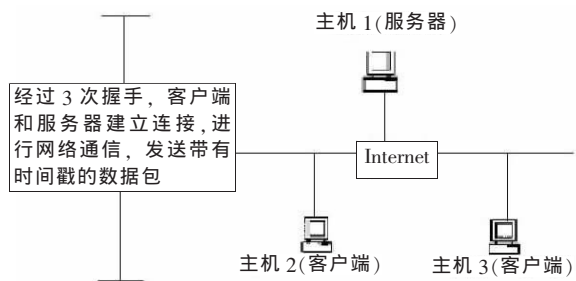 主机 1(服务器)
经过 3 次握手, 客户端
和服务器建立连接,进
行网络通信, 发送带有
时间戳的数据包
Internet
主机 2(客户端)
主机 3(客户端)